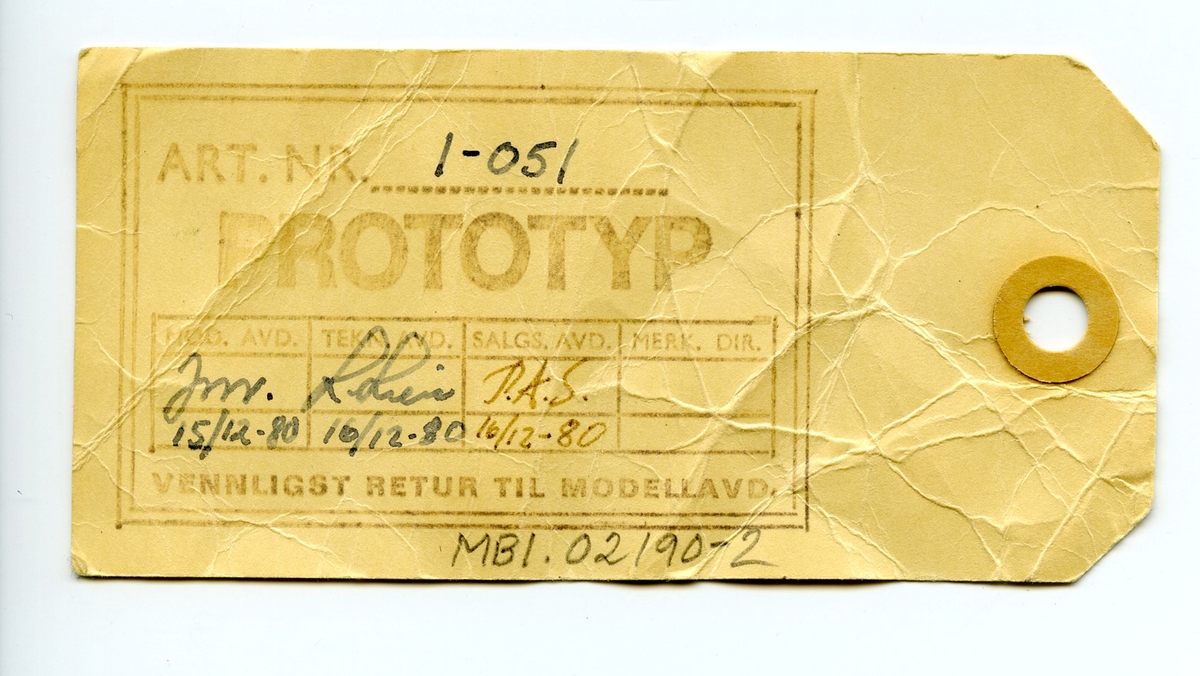 ART. NR. 1-051
PROTOTYP
MOD. AVD. TEKN. AVD. SALGS. AVD. MERK. DIR.
P.A.S.
15/12-80 16/12-80 16/12-80
VENNLIGST RETUR TIL MODELLAVD.
MB1.02190-2